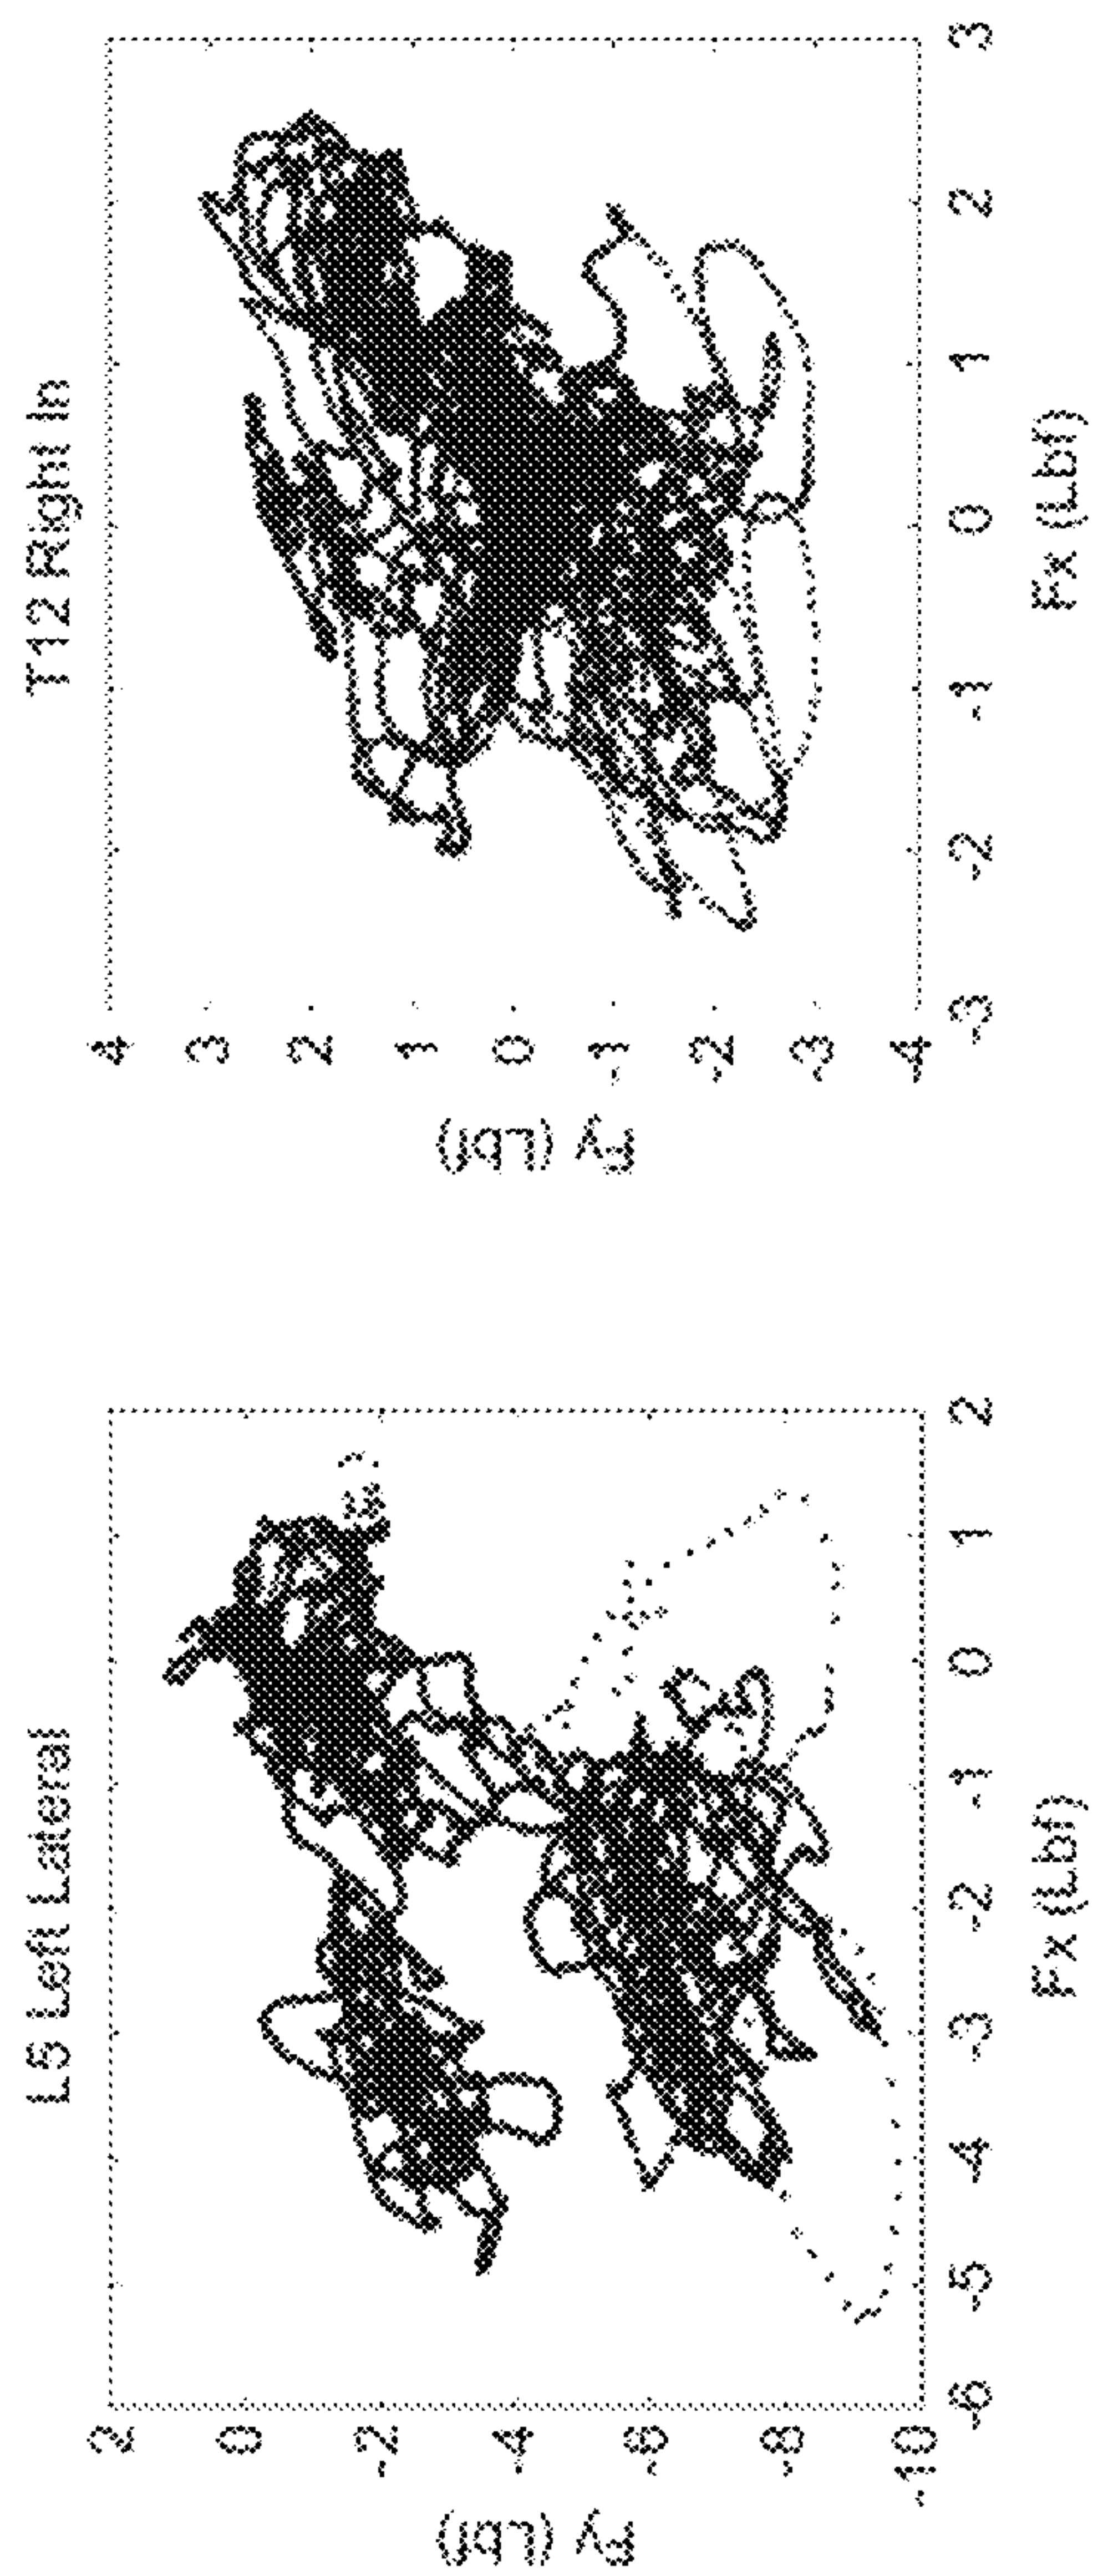 L5 Left Lateral
Fy (Lbf)
2
0
-2
-4
-6
-8
-10
-6 -5 -4 -3 -2 -1 0 1 2
Fx (Lbf)
T12 Right In
Fy (Lbf)
4
3
2
1
0
-1
-2
-3
-4
-3 -2 -1 0 1 2 3
Fx (Lbf)